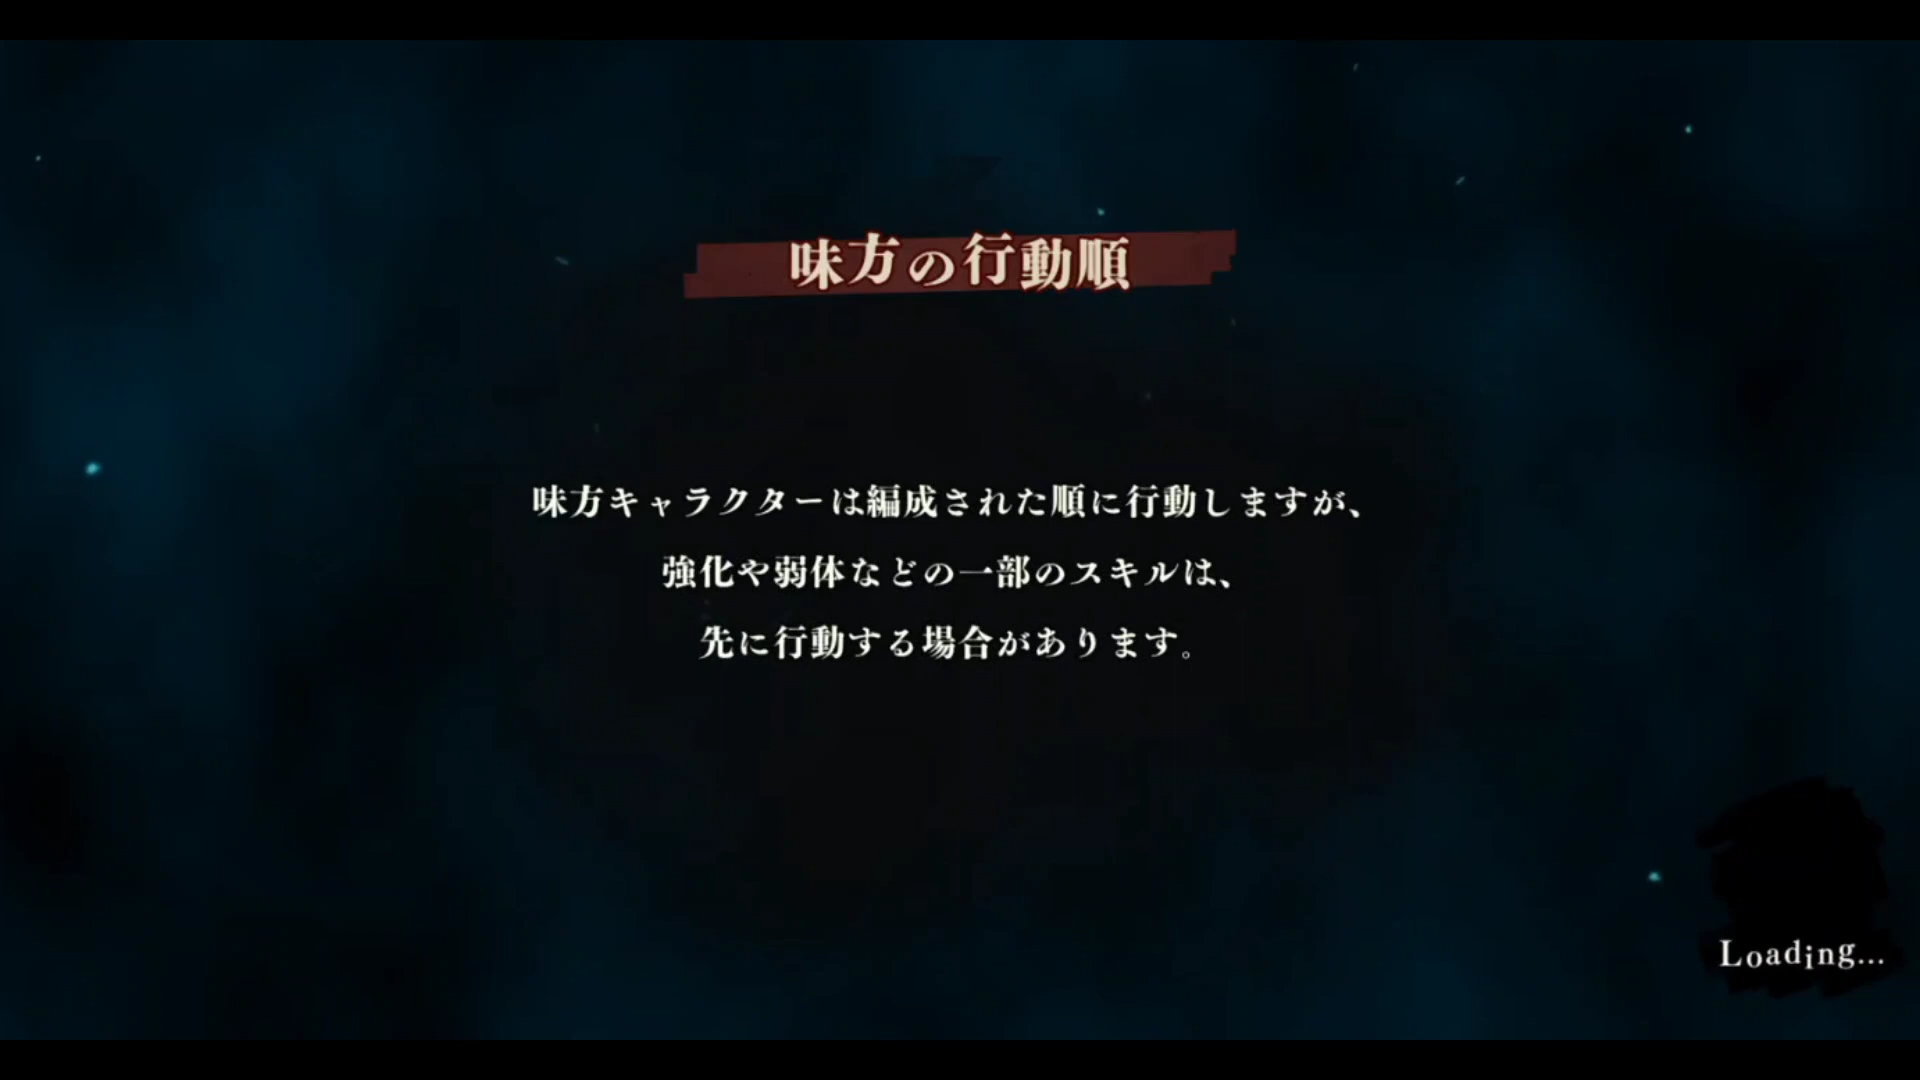 味方の行動順
味方キャラクターは編成された順に行動しますが、
強化や弱体などの一部のスキルは、
先に行動する場合があります。
Loading...